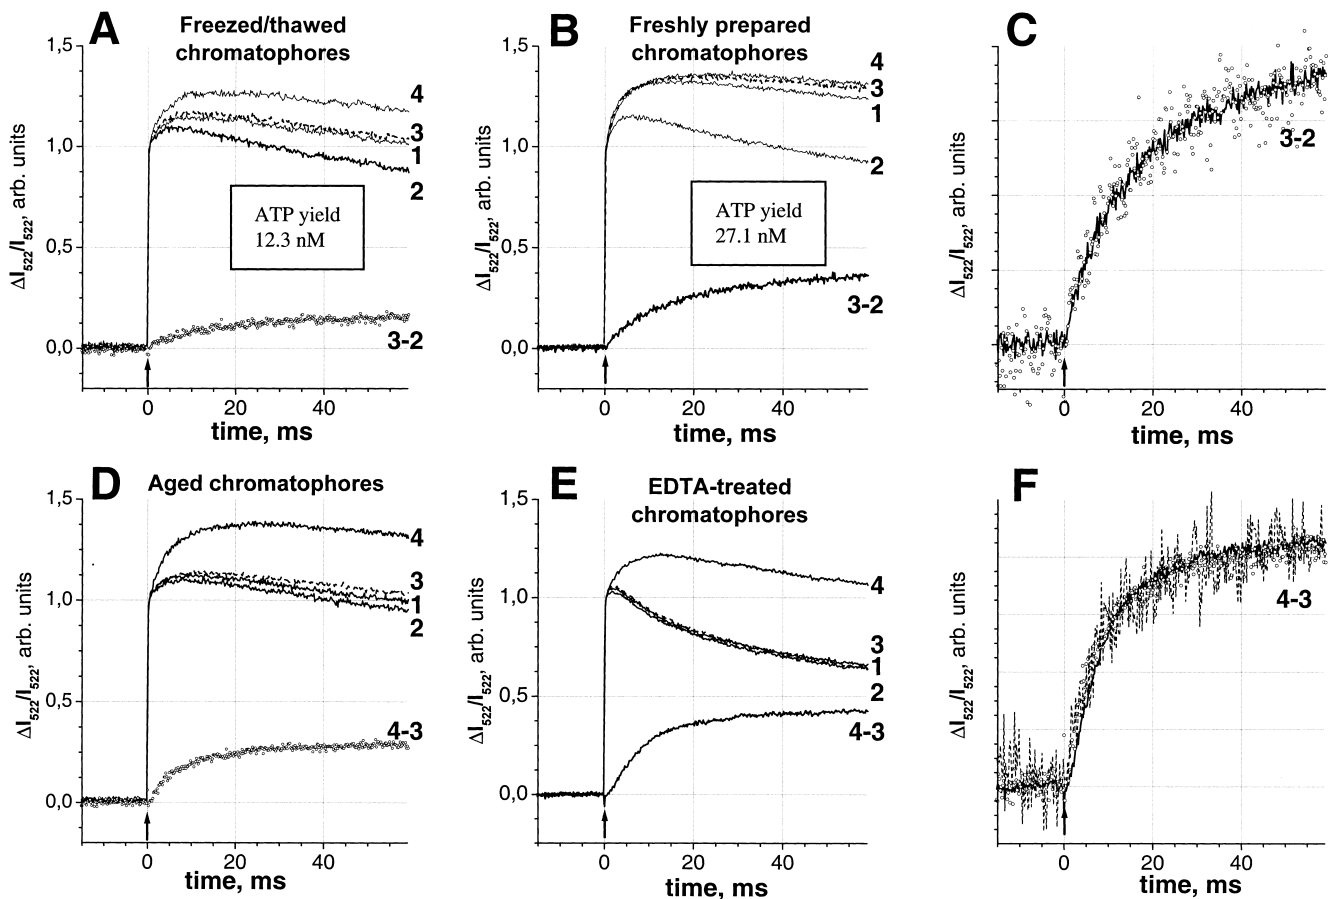 A
Freezed/thawed
chromatophores
1,5
1,0
0,5
0,0
ΔI522/I522, arb. units
4
3
1
2
ATP yield
12.3 nM
3-2
0
20
40
time, ms
B
Freshly prepared
chromatophores
1,5
1,0
0,5
0,0
ΔI522/I522, arb. units
4
3
1
2
ATP yield
27.1 nM
3-2
0
20
40
time, ms
C
ΔI522/I522, arb. units
3-2
0
20
40
time, ms
D
Aged chromatophores
1,5
1,0
0,5
0,0
ΔI522/I522, arb. units
4
3
1
2
4-3
0
20
40
time, ms
E
EDTA-treated
chromatophores
1,5
1,0
0,5
0,0
ΔI522/I522, arb. units
4
3
1
2
4-3
0
20
40
time, ms
F
ΔI522/I522, arb. units
4-3
0
20
40
time, ms